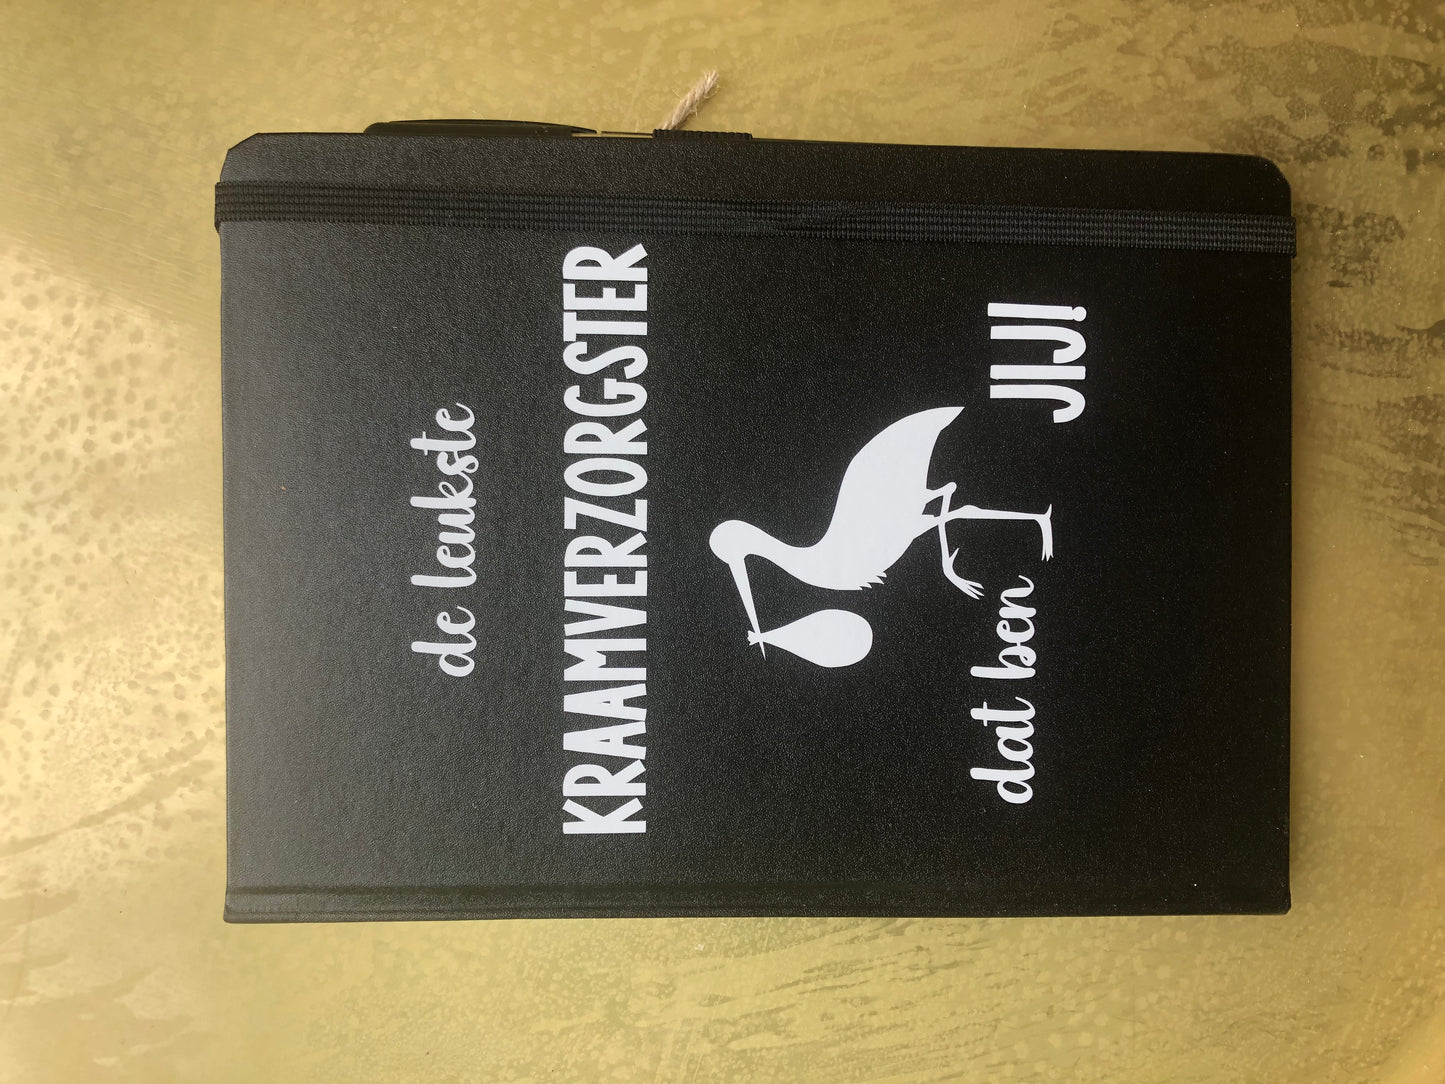 de leukste
KRAAMVERZORGSTER
dat ben JIJ!